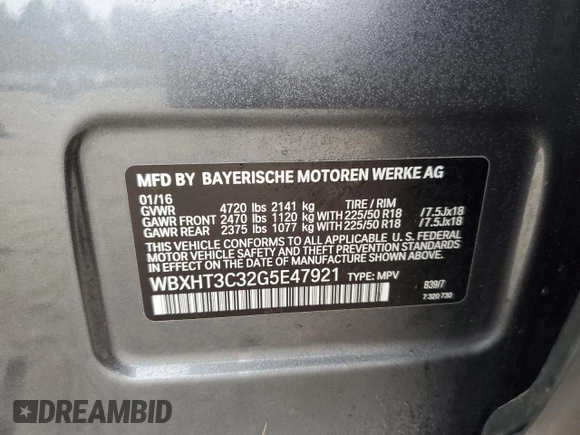 MFD BY BAYERISCHE MOTOREN WERKE AG
01/16
GVWR 4720 lbs 2141 kg TIRE / RIM
GAWR FRONT 2470 lbs 1120 kg WITH 225/50 R18 /7.5Jx18
GAWR REAR 2375 lbs 1077 kg WITH 225/50 R18 /7.5Jx18
THIS VEHICLE CONFORMS TO ALL APPLICABLE U.S. FEDERAL
MOTOR VEHICLE SAFETY AND THEFT PREVENTION STANDARDS
IN EFFECT ON THE DATE OF MANUFACTURE SHOWN ABOVE.
WBXHT3C32G5E47921 TYPE: MPV
B39/7
7 320 730
DREAMBID